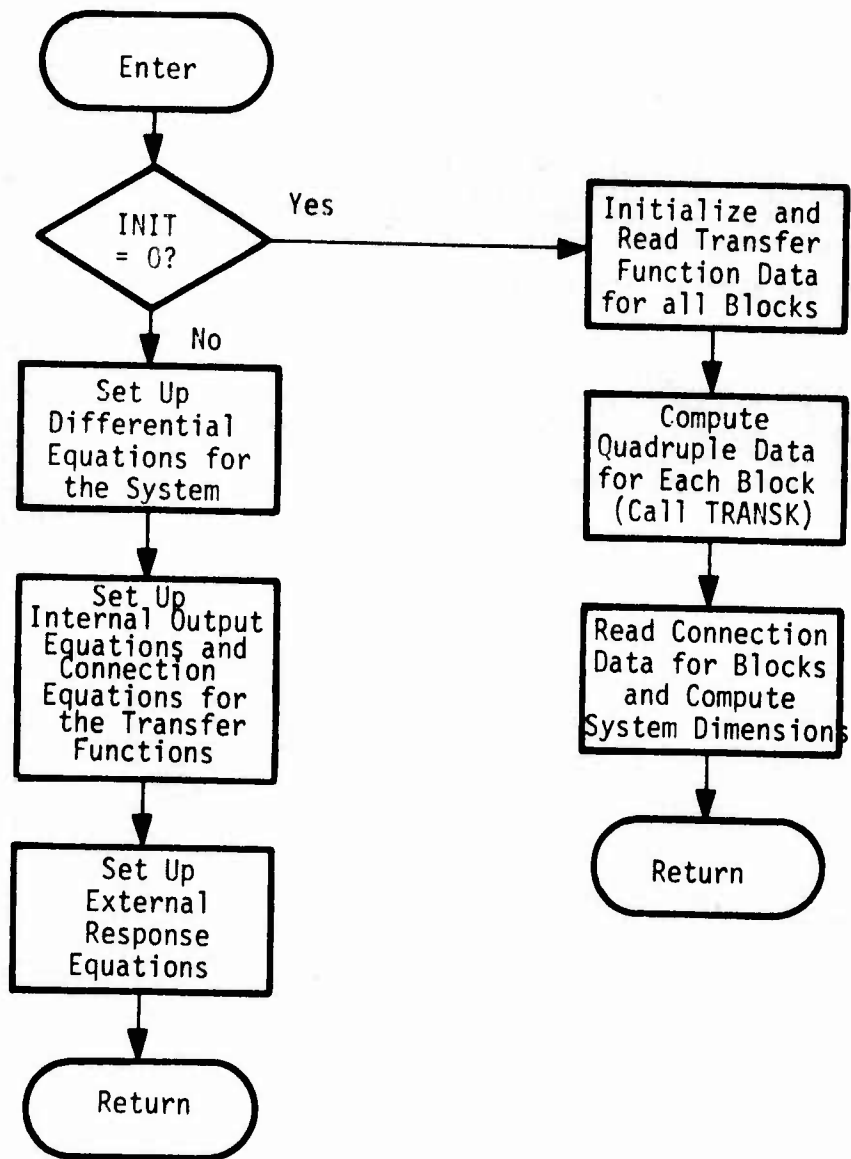 Enter
INIT
= 0?
Yes
No
Set Up
Differential
Equations for
the System
Set Up
Internal Output
Equations and
Connection
Equations for
the Transfer
Functions
Set Up
External
Response
Equations
Return
Initialize and
Read Transfer
Function Data
for all Blocks
Compute
Quadruple Data
for Each Block
(Call TRANSK)
Read Connection
Data for Blocks
and Compute
System Dimensions
Return